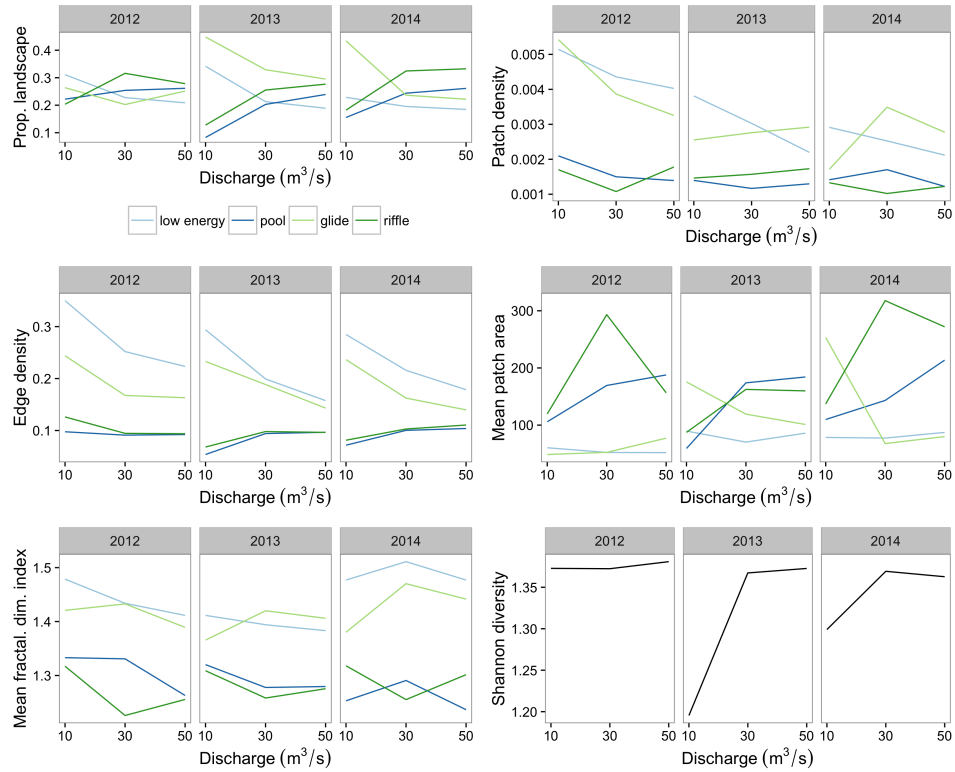 2012 2013 2014
Prop. landscape
0.4
0.3
0.2
0.1
10 30 50 10 30 50 10 30 50
Discharge (m³/s)
low energy pool glide riffle
2012 2013 2014
Patch density
0.005
0.004
0.003
0.002
0.001
10 30 50 10 30 50 10 30 50
Discharge (m³/s)
2012 2013 2014
Edge density
0.3
0.2
0.1
10 30 50 10 30 50 10 30 50
Discharge (m³/s)
2012 2013 2014
Mean patch area
300
200
100
10 30 50 10 30 50 10 30 50
Discharge (m³/s)
2012 2013 2014
Mean fractal. dim. index
1.5
1.4
1.3
10 30 50 10 30 50 10 30 50
Discharge (m³/s)
2012 2013 2014
Shannon diversity
1.35
1.30
1.25
1.20
10 30 50 10 30 50 10 30 50
Discharge (m³/s)